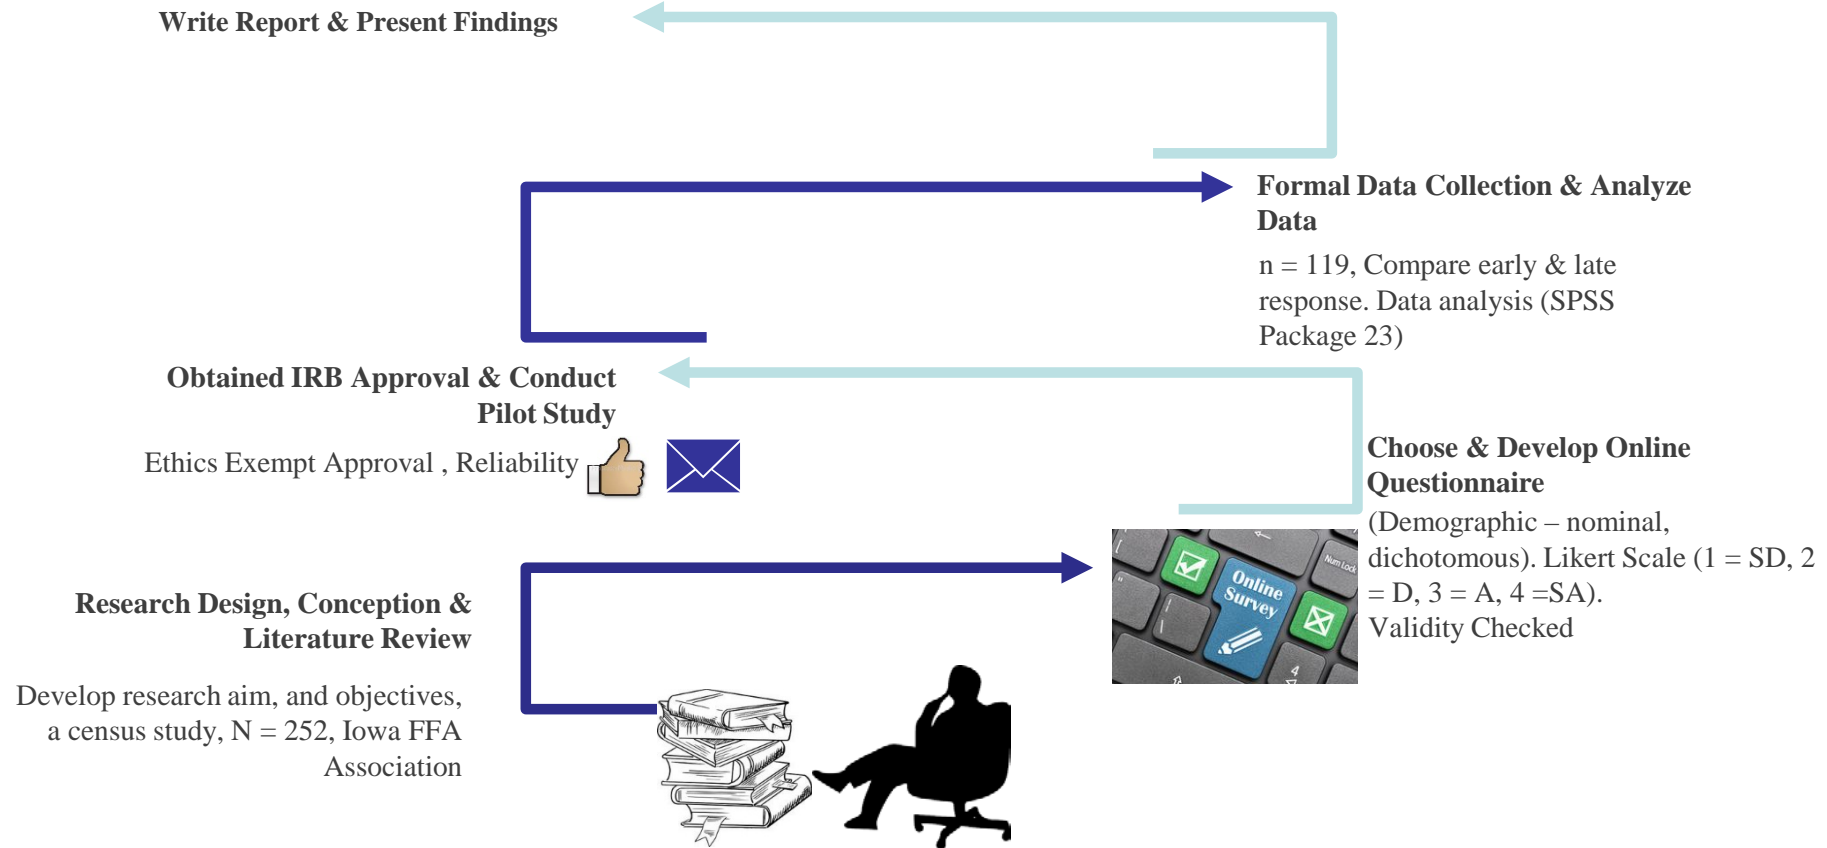 Write Report & Present Findings
Formal Data Collection & Analyze
Data
n = 119, Compare early & late
response. Data analysis (SPSS
Package 23)
Obtained IRB Approval & Conduct
Pilot Study
Ethics Exempt Approval , Reliability
Choose & Develop Online
Questionnaire
(Demographic – nominal,
dichotomous). Likert Scale (1 = SD, 2
= D, 3 = A, 4 =SA).
Validity Checked
Num Lock
Online
Survey
4
Research Design, Conception &
Literature Review
Develop research aim, and objectives,
a census study, N = 252, Iowa FFA
Association